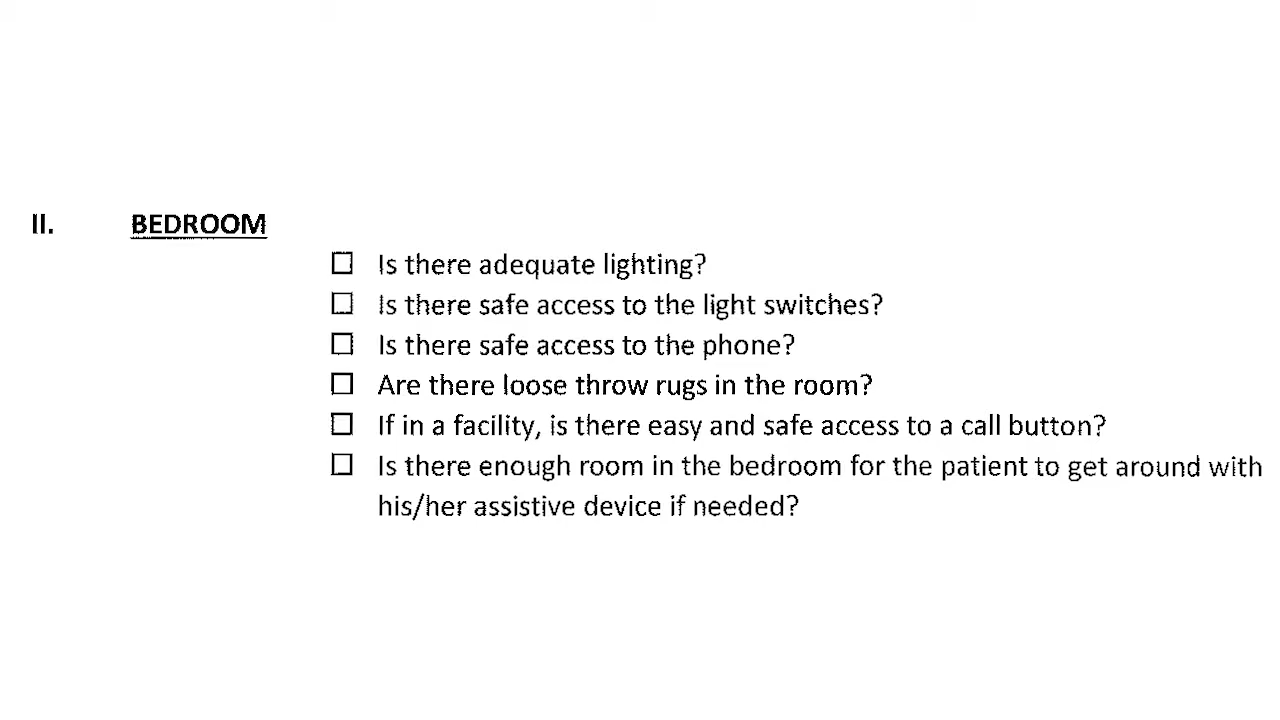 II. BEDROOM
☐ Is there adequate lighting?
☐ Is there safe access to the light switches?
☐ Is there safe access to the phone?
☐ Are there loose throw rugs in the room?
☐ If in a facility, is there easy and safe access to a call button?
☐ Is there enough room in the bedroom for the patient to get around with
his/her assistive device if needed?